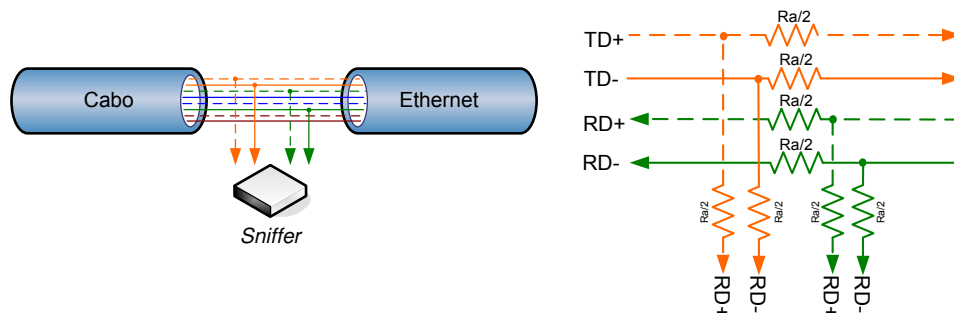 Cabo
Ethernet
Sniffer
TD+
Ra/2
TD-
Ra/2
RD+
Ra/2
RD-
Ra/2
Ra/2
Ra/2
Ra/2
Ra/2
RD+
RD-
RD+
RD-